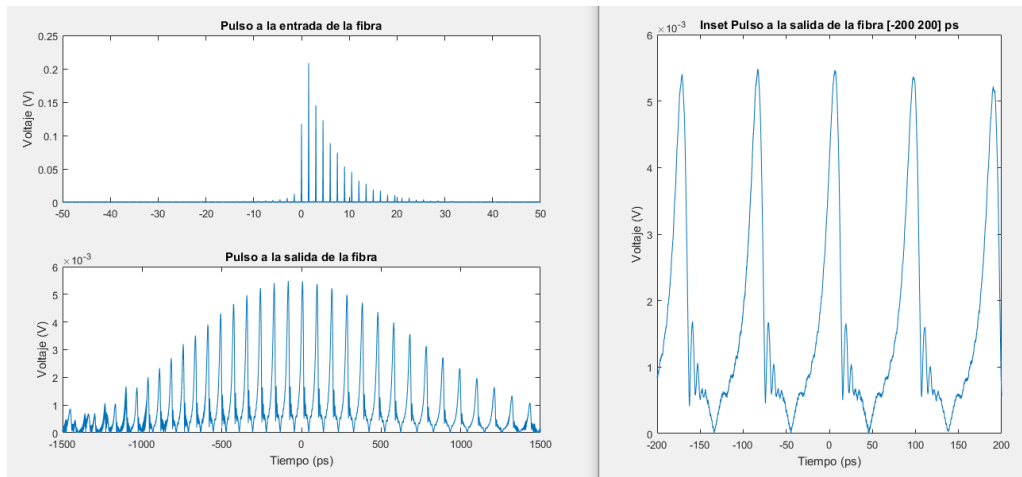 Pulso a la entrada de la fibra
0.25
0.2
0.15
0.1
0.05
0
Voltaje (V)
-50 -40 -30 -20 -10 0 10 20 30 40 50
Pulso a la salida de la fibra
×10^-3
6
5
4
3
2
1
0
Voltaje (V)
-1500 -1000 -500 0 500 1000 1500
Tiempo (ps)
Inset Pulso a la salida de la fibra [-200 200] ps
×10^-3
6
5
4
3
2
1
0
Voltaje (V)
-200 -150 -100 -50 0 50 100 150 200
Tiempo (ps)